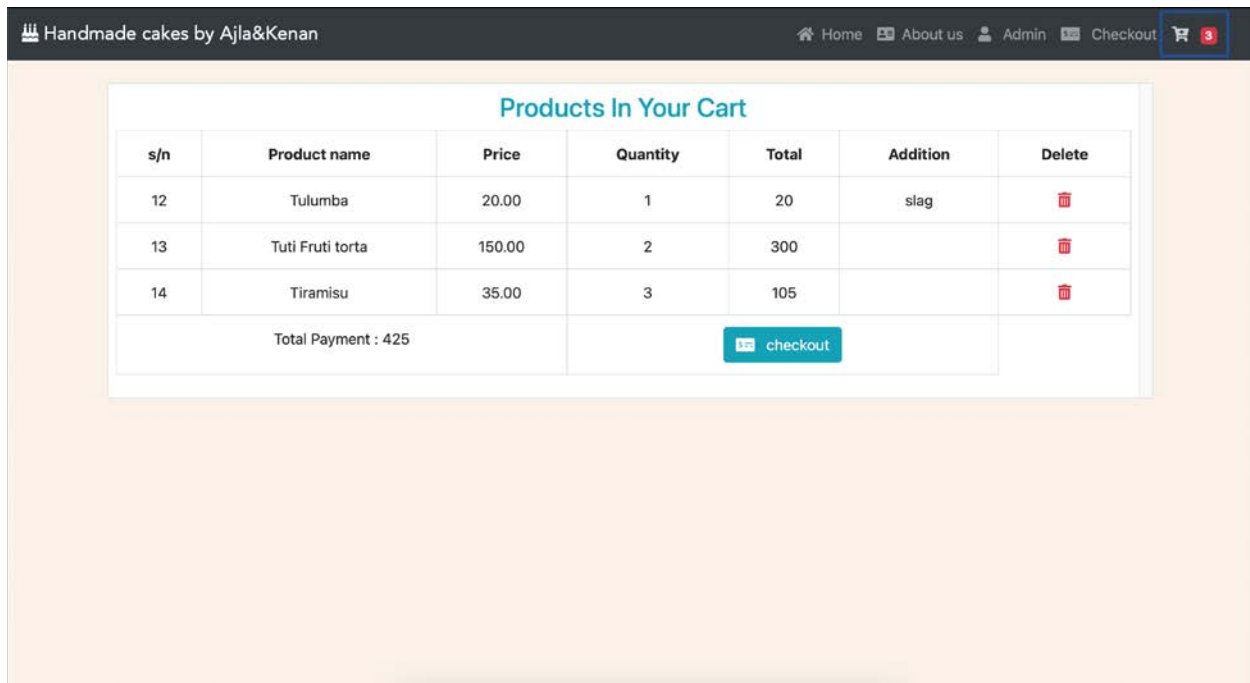 Handmade cakes by Ajla&Kenan Home About us Admin Checkout 3
Products In Your Cart
s/n Product name Price Quantity Total Addition Delete
12 Tulumba 20.00 1 20 slag
13 Tuti Fruti torta 150.00 2 300
14 Tiramisu 35.00 3 105
Total Payment : 425 checkout